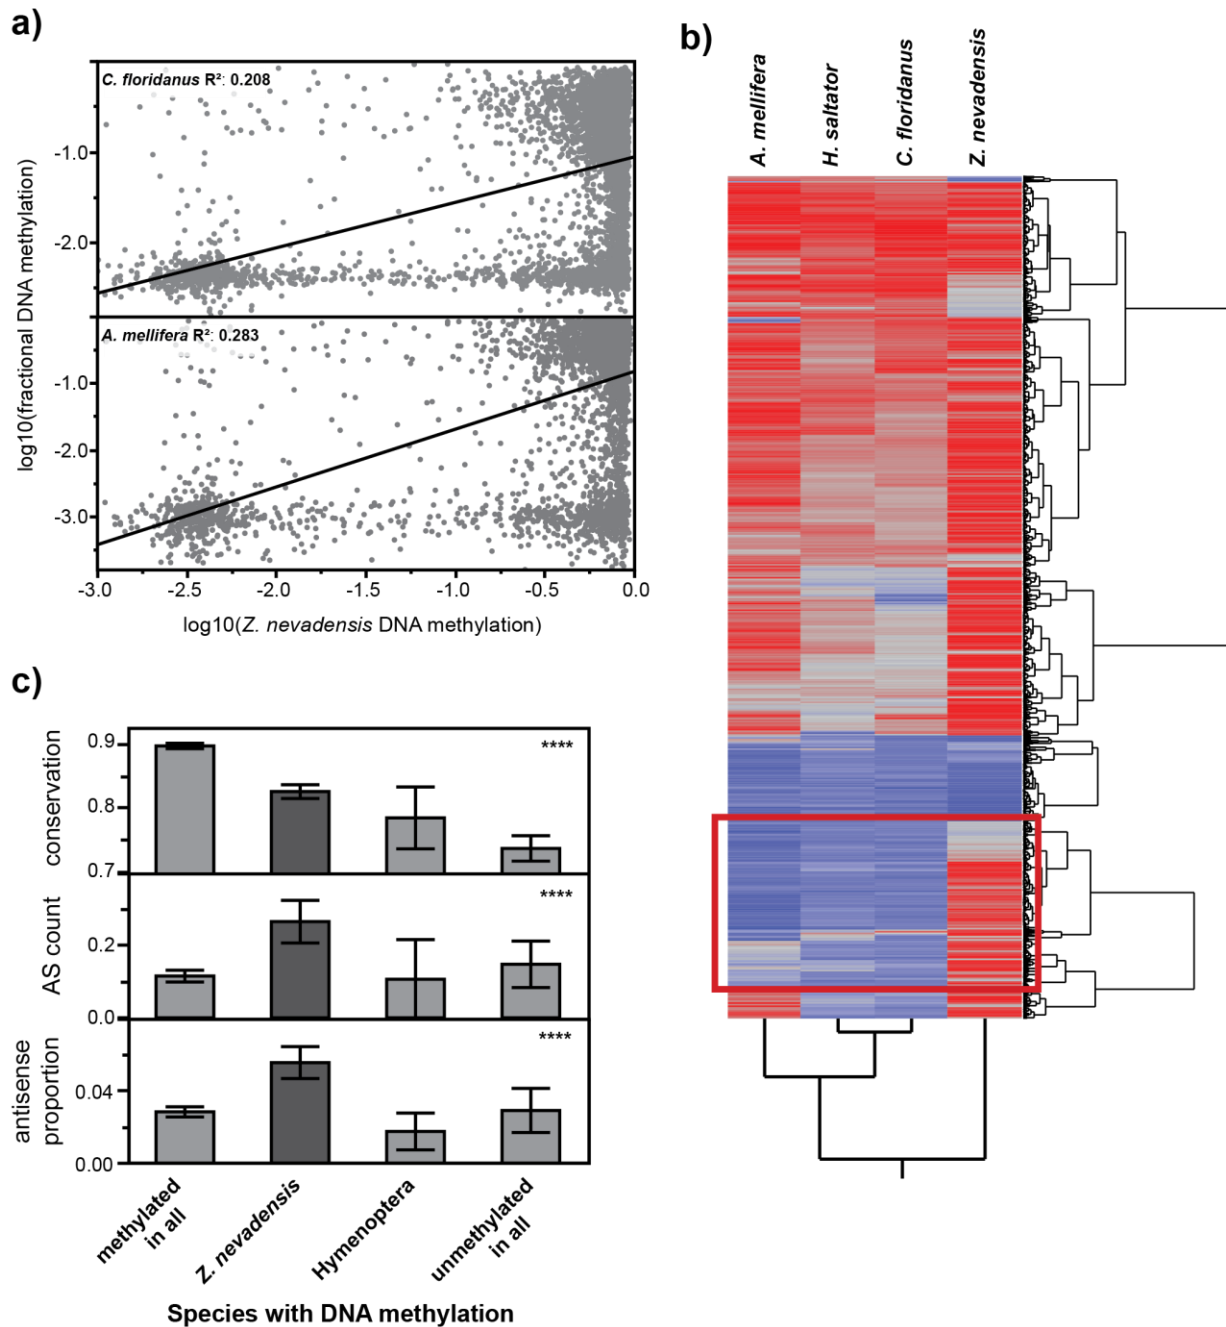 a)
C. floridanus R²: 0.208
-1.0
-2.0
A. mellifera R²: 0.283
-1.0
-2.0
-3.0
log10(fractional DNA methylation)
-3.0 -2.5 -2.0 -1.5 -1.0 -0.5 0.0
log10(Z. nevadensis DNA methylation)
b)
A. mellifera
H. saltator
C. floridanus
Z. nevadensis
c)
conservation
0.9
0.8
0.7
****
AS count
0.2
0.0
****
antisense
proportion
0.04
0.00
****
methylated
in all
Z. nevadensis
Hymenoptera
unmethylated
in all
Species with DNA methylation